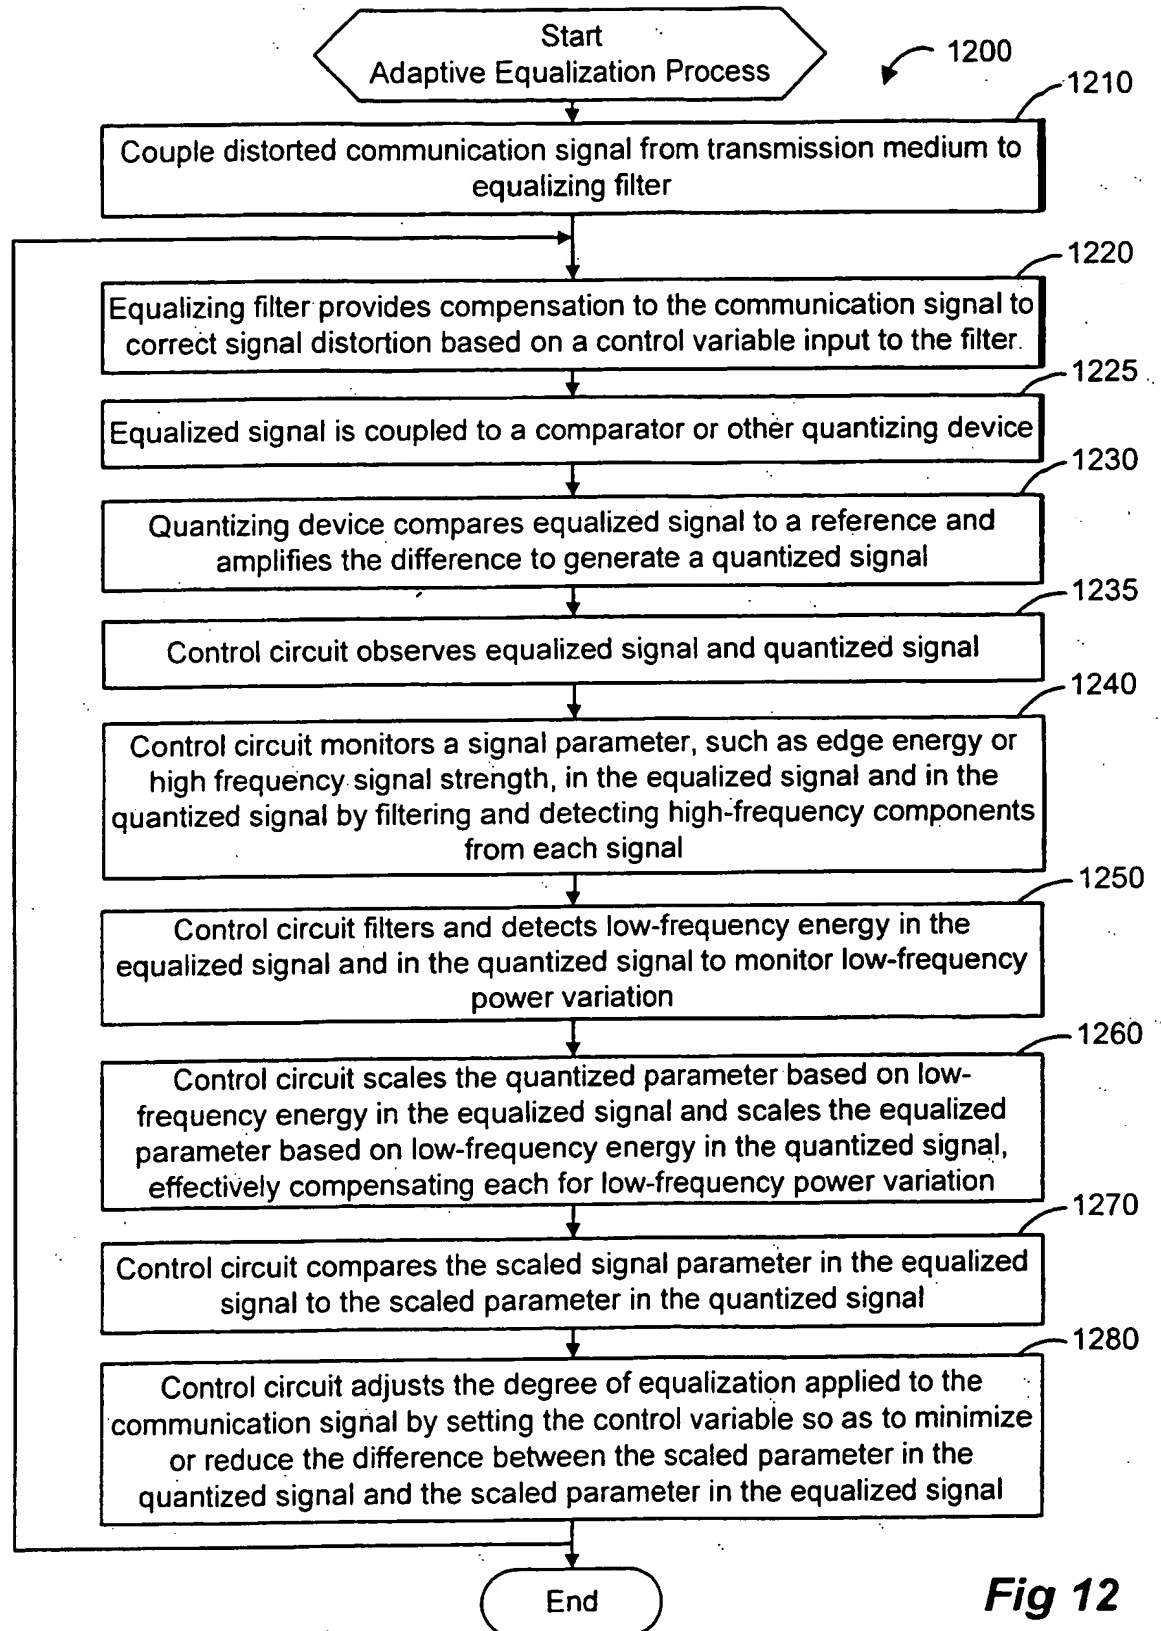 Start
Adaptive Equalization Process
1200
1210
Couple distorted communication signal from transmission medium to
equalizing filter
1220
Equalizing filter provides compensation to the communication signal to
correct signal distortion based on a control variable input to the filter.
1225
Equalized signal is coupled to a comparator or other quantizing device
1230
Quantizing device compares equalized signal to a reference and
amplifies the difference to generate a quantized signal
1235
Control circuit observes equalized signal and quantized signal
1240
Control circuit monitors a signal parameter, such as edge energy or
high frequency signal strength, in the equalized signal and in the
quantized signal by filtering and detecting high-frequency components
from each signal
1250
Control circuit filters and detects low-frequency energy in the
equalized signal and in the quantized signal to monitor low-frequency
power variation
1260
Control circuit scales the quantized parameter based on low-
frequency energy in the equalized signal and scales the equalized
parameter based on low-frequency energy in the quantized signal,
effectively compensating each for low-frequency power variation
1270
Control circuit compares the scaled signal parameter in the equalized
signal to the scaled parameter in the quantized signal
1280
Control circuit adjusts the degree of equalization applied to the
communication signal by setting the control variable so as to minimize
or reduce the difference between the scaled parameter in the
quantized signal and the scaled parameter in the equalized signal
End
Fig 12